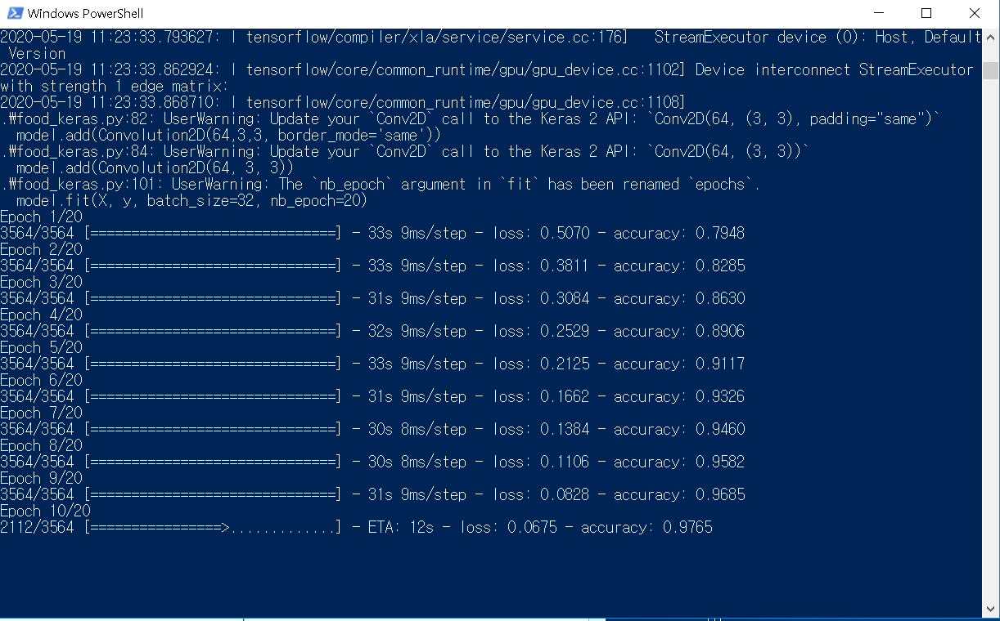 Windows PowerShell
2020-05-19 11:23:33.793627: I tensorflow/compiler/xla/service/service.cc:176]   StreamExecutor device (0): Host, Default
 Version
2020-05-19 11:23:33.862924: I tensorflow/core/common_runtime/gpu/gpu_device.cc:1102] Device interconnect StreamExecutor
with strength 1 edge matrix:
2020-05-19 11:23:33.868710: I tensorflow/core/common_runtime/gpu/gpu_device.cc:1108]
.₩food_keras.py:82: UserWarning: Update your `Conv2D` call to the Keras 2 API: `Conv2D(64, (3, 3), padding="same")`
  model.add(Convolution2D(64,3,3, border_mode='same'))
.₩food_keras.py:84: UserWarning: Update your `Conv2D` call to the Keras 2 API: `Conv2D(64, (3, 3))`
  model.add(Convolution2D(64, 3, 3))
.₩food_keras.py:101: UserWarning: The `nb_epoch` argument in `fit` has been renamed `epochs`.
  model.fit(X, y, batch_size=32, nb_epoch=20)
Epoch 1/20
3564/3564 [==============================] - 33s 9ms/step - loss: 0.5070 - accuracy: 0.7948
Epoch 2/20
3564/3564 [==============================] - 33s 9ms/step - loss: 0.3811 - accuracy: 0.8285
Epoch 3/20
3564/3564 [==============================] - 31s 9ms/step - loss: 0.3084 - accuracy: 0.8630
Epoch 4/20
3564/3564 [==============================] - 32s 9ms/step - loss: 0.2529 - accuracy: 0.8906
Epoch 5/20
3564/3564 [==============================] - 33s 9ms/step - loss: 0.2125 - accuracy: 0.9117
Epoch 6/20
3564/3564 [==============================] - 31s 9ms/step - loss: 0.1662 - accuracy: 0.9326
Epoch 7/20
3564/3564 [==============================] - 30s 8ms/step - loss: 0.1384 - accuracy: 0.9460
Epoch 8/20
3564/3564 [==============================] - 30s 8ms/step - loss: 0.1106 - accuracy: 0.9582
Epoch 9/20
3564/3564 [==============================] - 31s 9ms/step - loss: 0.0828 - accuracy: 0.9685
Epoch 10/20
2112/3564 [================>.............] - ETA: 12s - loss: 0.0675 - accuracy: 0.9765